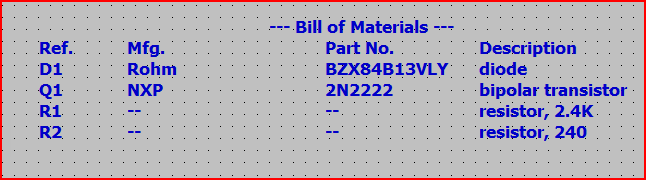 --- Bill of Materials ---
Ref. Mfg. Part No. Description
D1 Rohm BZX84B13VLY diode
Q1 NXP 2N2222 bipolar transistor
R1 -- -- resistor, 2.4K
R2 -- -- resistor, 240